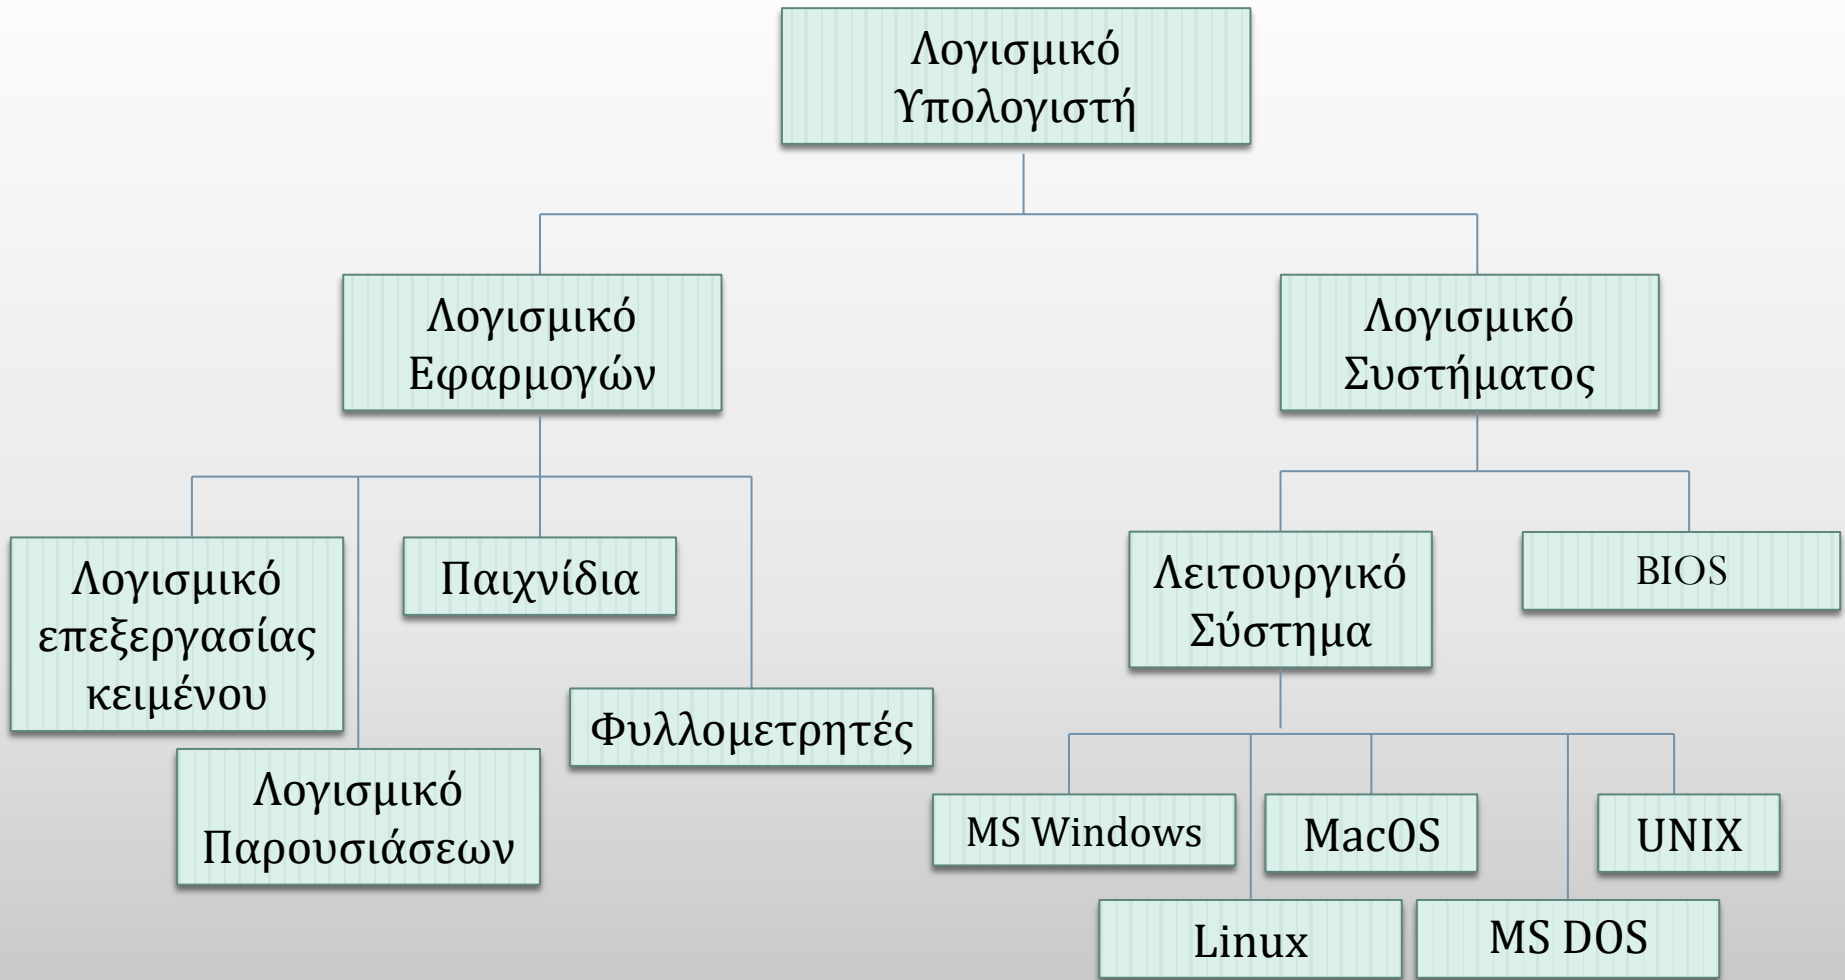 Λογισμικό
Υπολογιστή
Λογισμικό
Εφαρμογών
Λογισμικό
Συστήματος
Λογισμικό
επεξεργασίας
κειμένου
Παιχνίδια
Λειτουργικό
Σύστημα
BIOS
Φυλλομετρητές
Λογισμικό
Παρουσιάσεων
MS Windows
MacOS
UNIX
Linux
MS DOS